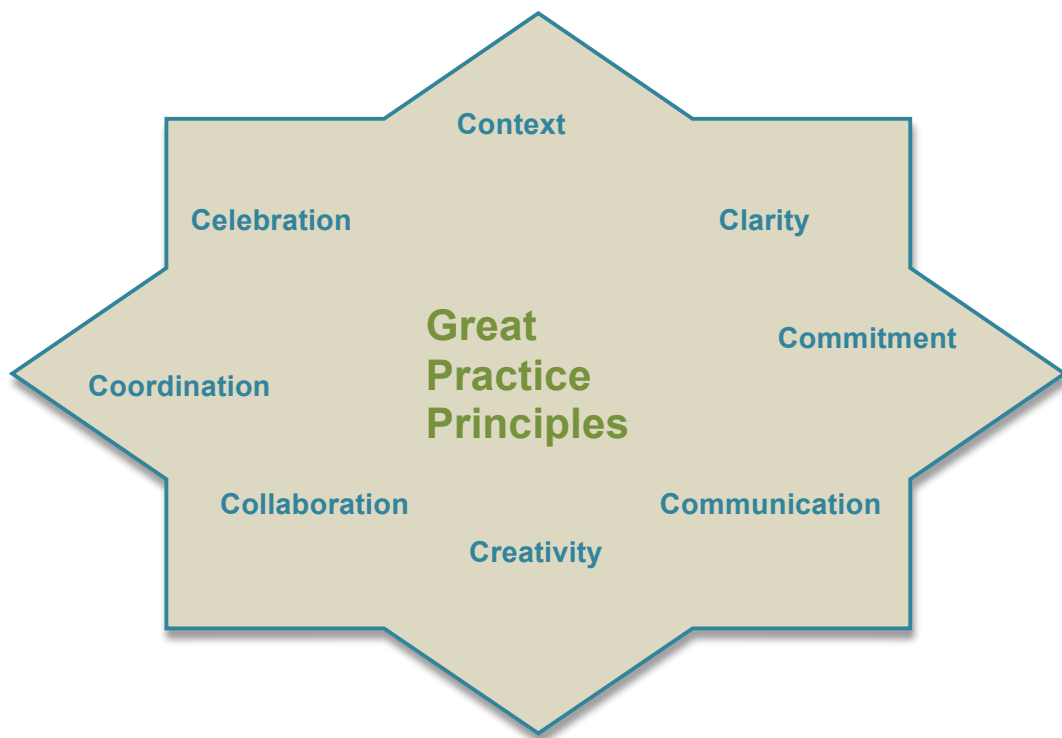 Context
Celebration
Clarity
Great
Practice
Principles
Commitment
Coordination
Collaboration
Communication
Creativity